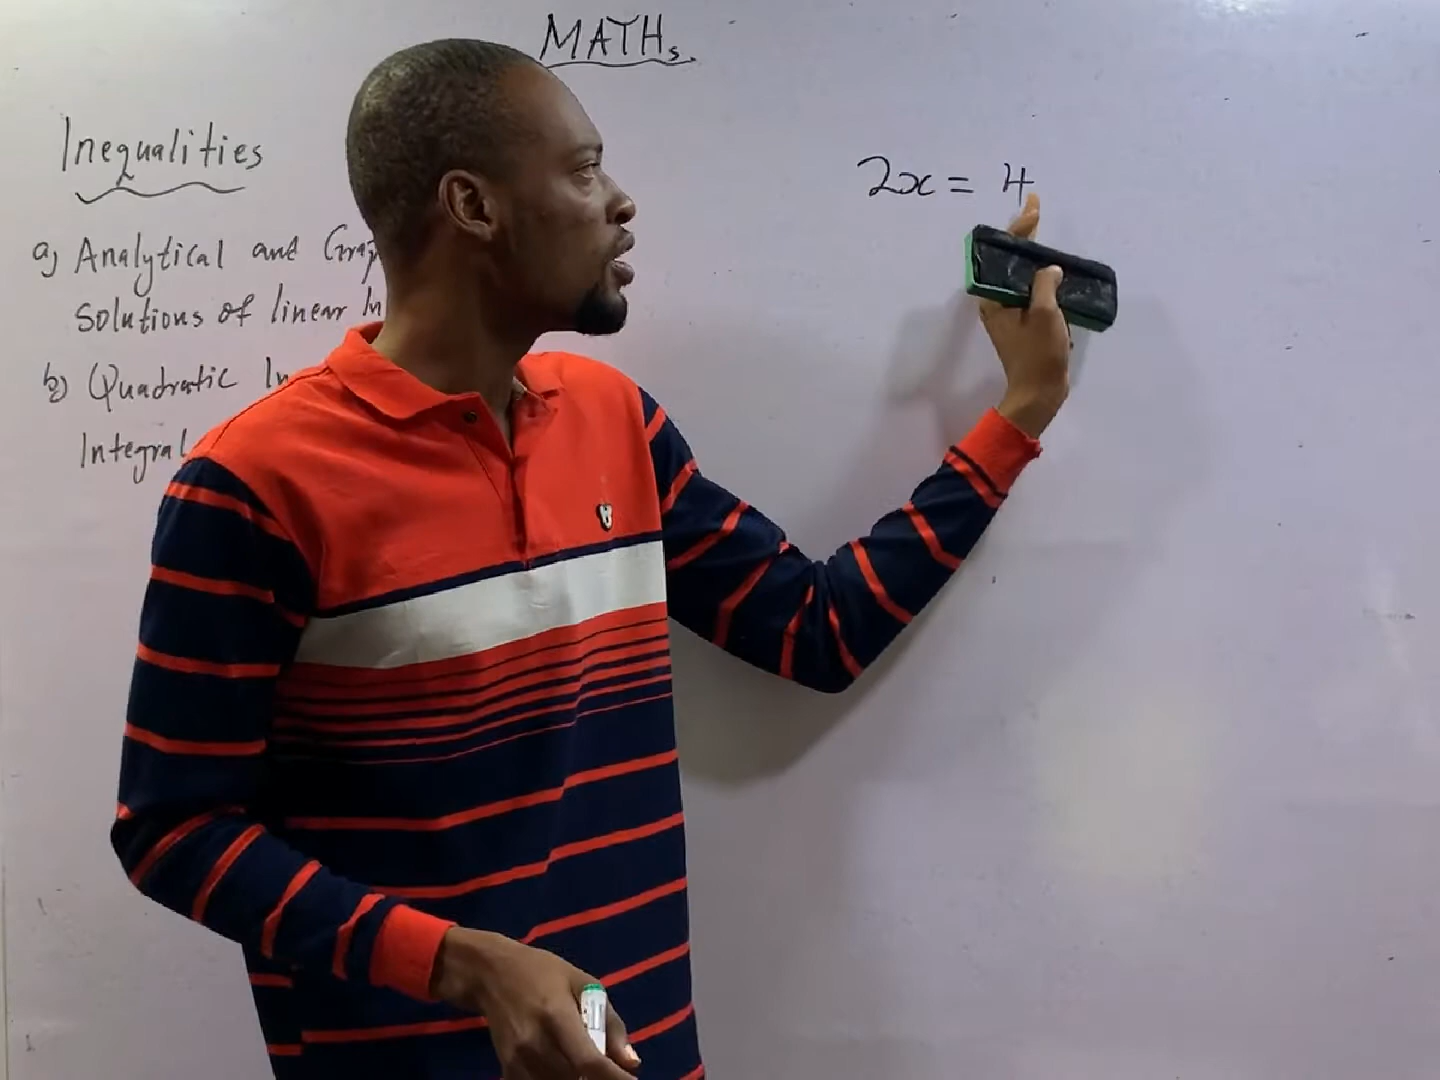 MATHs.
Inequalities
a) Analytical and
Solutions of linear
b) Quadratic
Integral
2x = 4